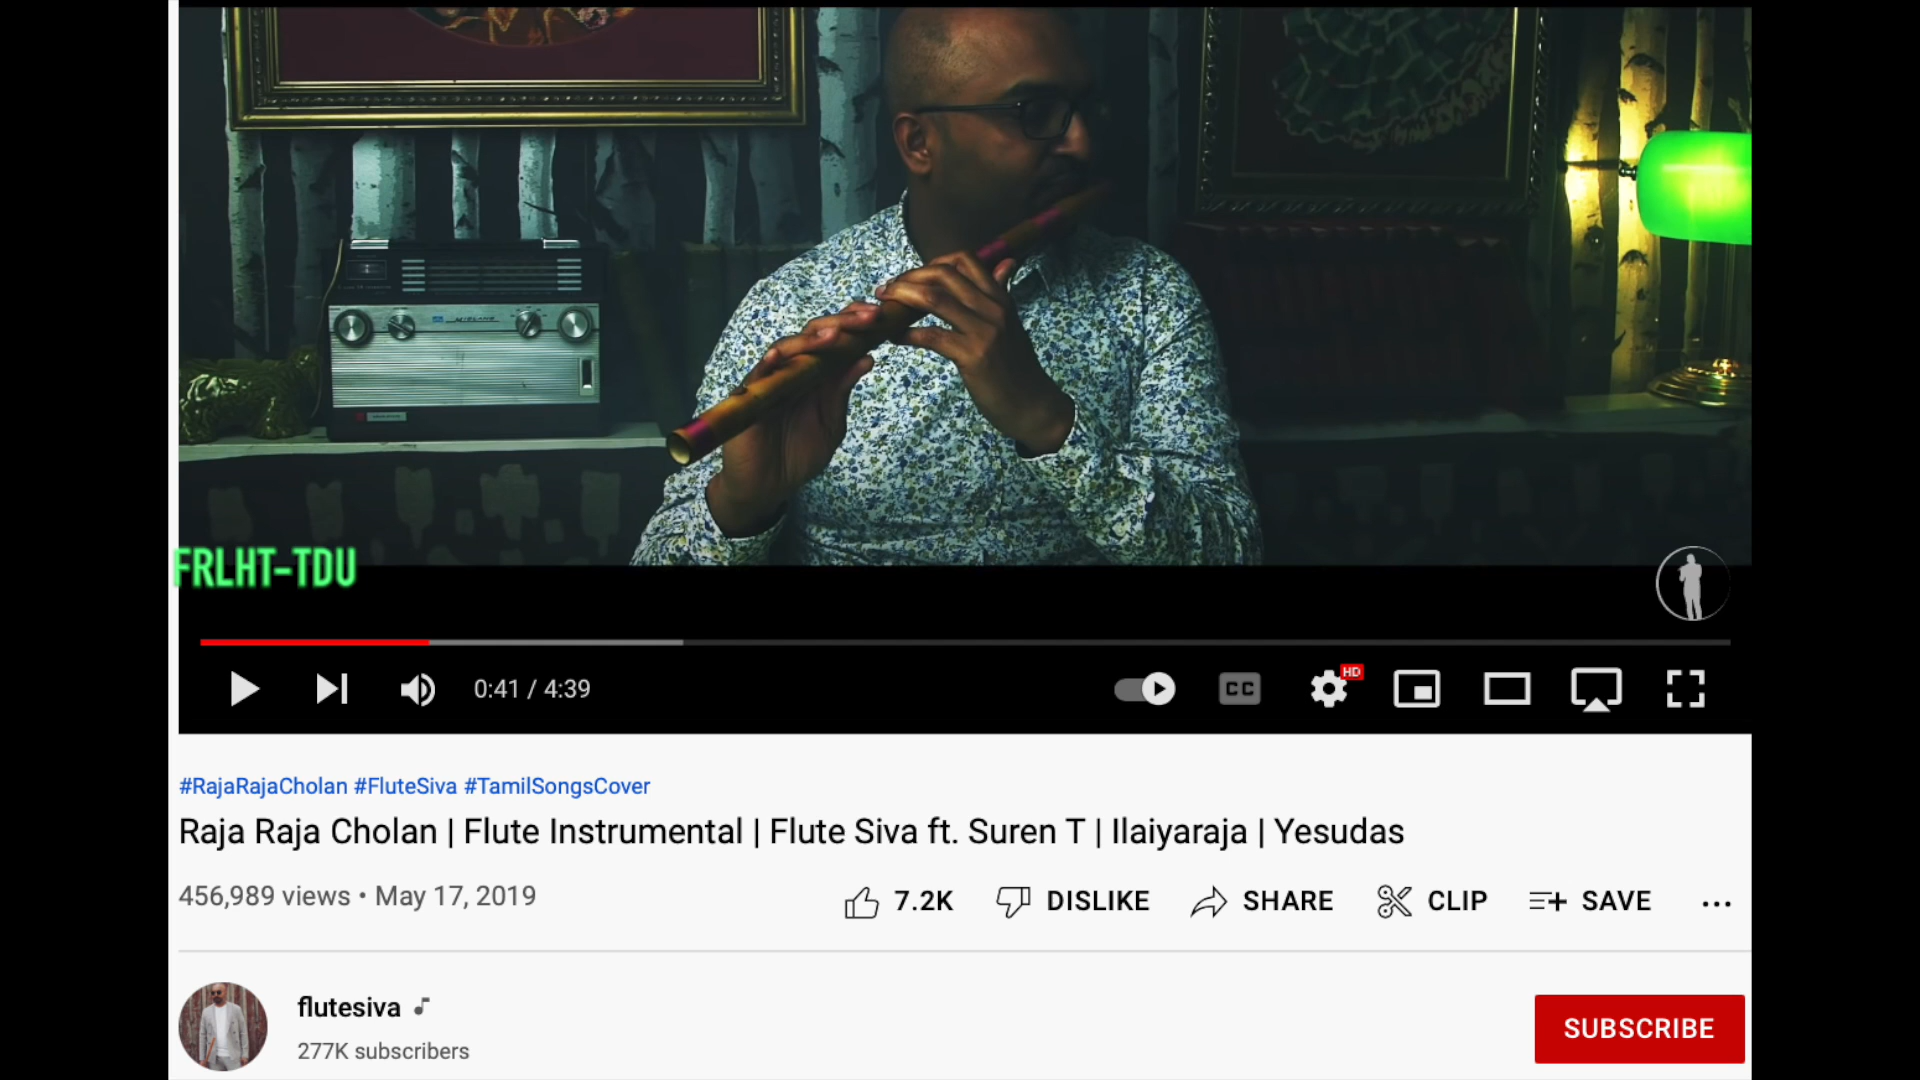 MIDLAND
FRLHT-TDU
0:41 / 4:39
CC
HD
#RajaRajaCholan #FluteSiva #TamilSongsCover
Raja Raja Cholan | Flute Instrumental | Flute Siva ft. Suren T | Ilaiyaraja | Yesudas
456,989 views • May 17, 2019
7.2K DISLIKE SHARE CLIP SAVE ...
flutesiva
277K subscribers
SUBSCRIBE